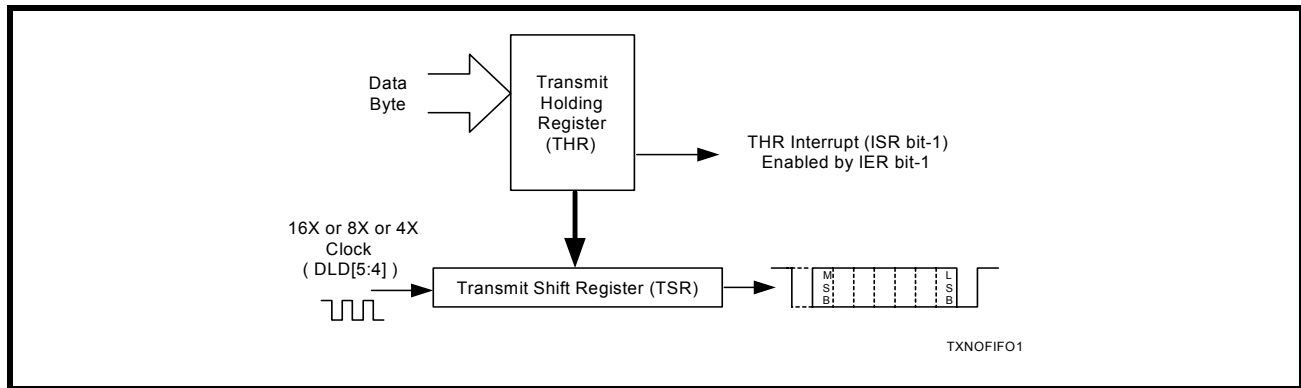 Data
Byte
Transmit
Holding
Register
(THR)
THR Interrupt (ISR bit-1)
Enabled by IER bit-1
16X or 8X or 4X
Clock
( DLD[5:4] )
Transmit Shift Register (TSR)
M
S
B
L
S
B
TXNOFIFO1